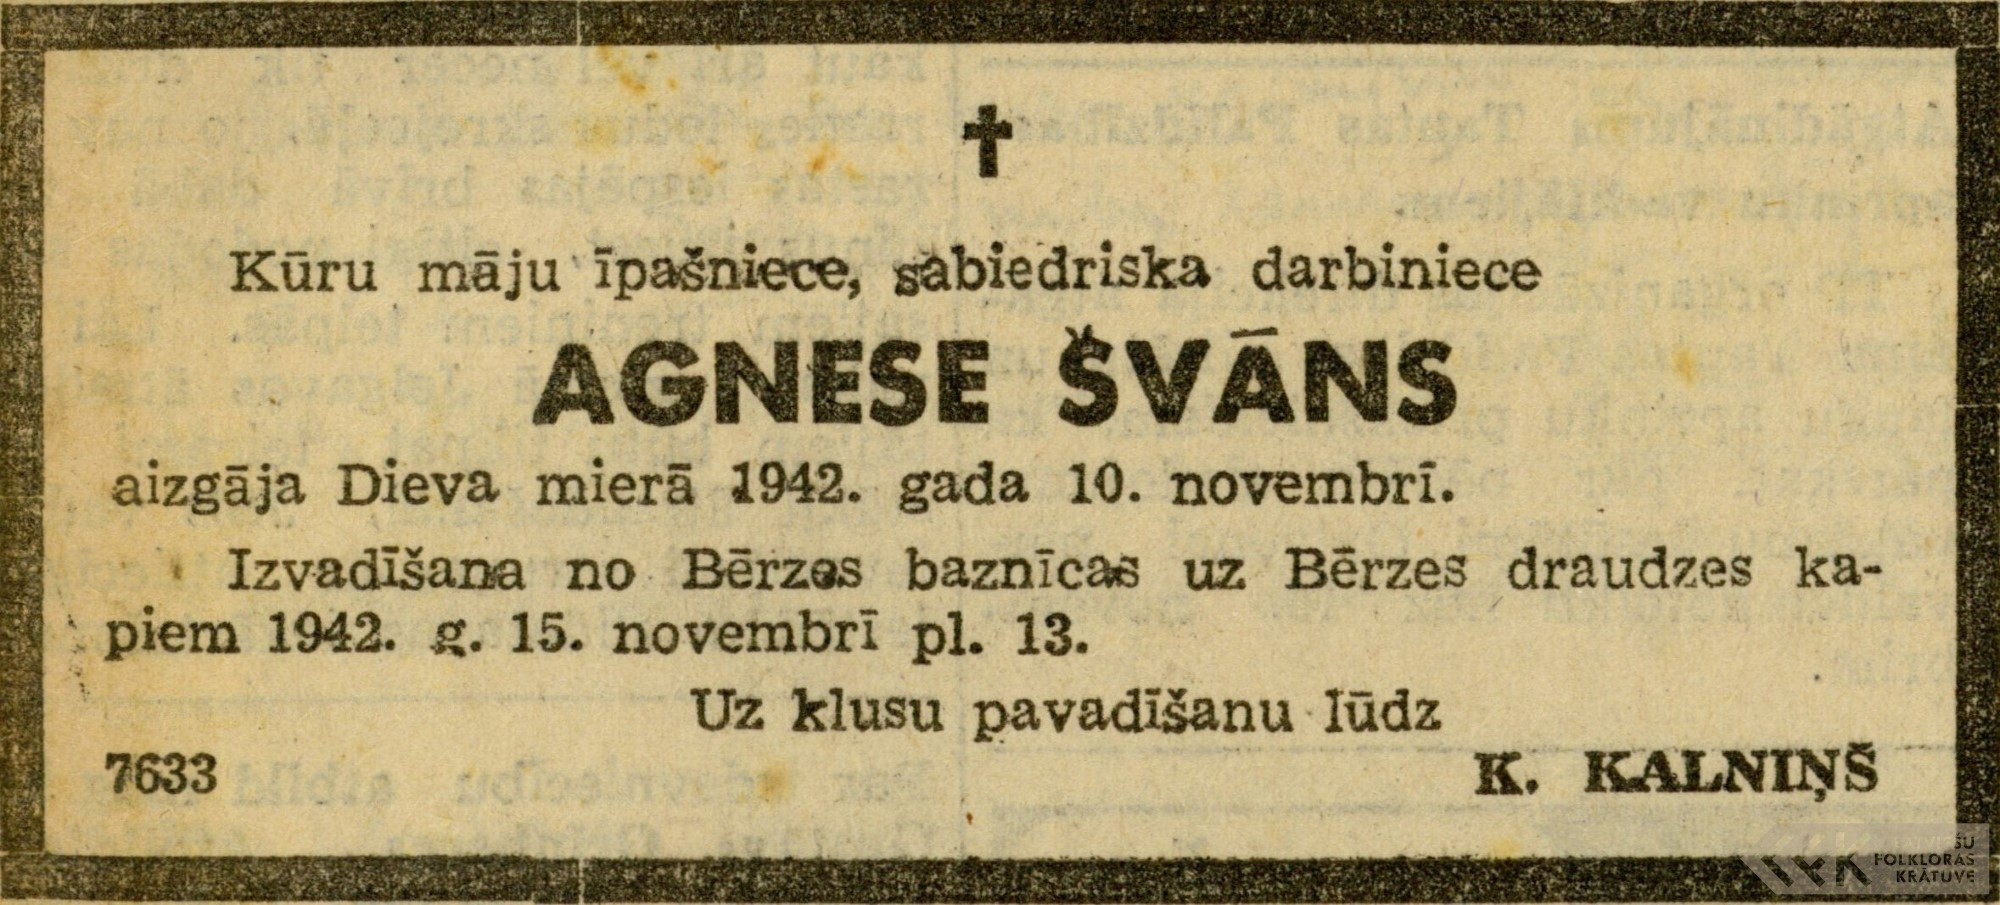 Kūru māju īpašniece, sabiedriska darbiniece
AGNESE ŠVĀNS
aizgāja Dieva mierā 1942. gada 10. novembrī.
Izvadīšana no Bērzes baznīcas uz Bērzes draudzes ka-
piem 1942. g. 15. novembrī pl. 13.
Uz klusu pavadīšanu lūdz
7633
K. KALNIŅŠ
FOLKLORAS
KRĀTUVE